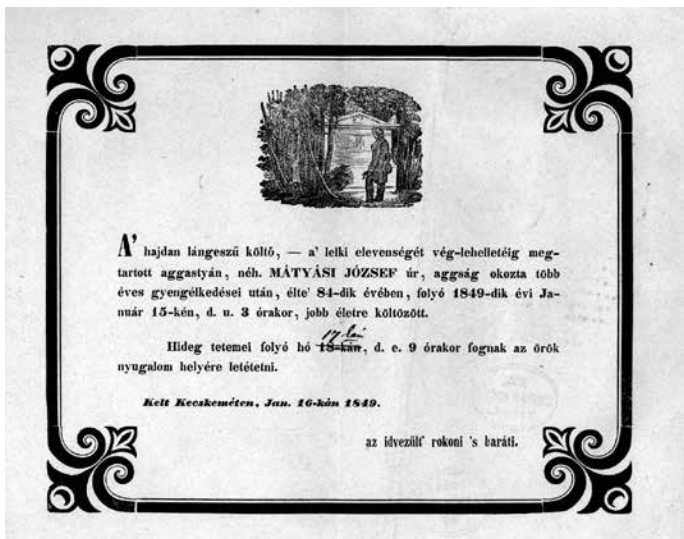 A' hajdan lángeszű költő, — a' lelki elevenségét vég-lehelletéig meg-
tartott aggastyán, néh. MÁTYÁSI JÓZSEF úr, aggság okozta több
éves gyengélkedései után, élte' 84-dik évében, folyó 1849-dik évi Ja-
nuár 15-kén, d. u. 3 órakor, jobb életre költözött.
17-kén
Hideg tetemei folyó hó 18-kán, d. e. 9 órakor fognak az örök
nyugalom helyére letétetni.
Kelt Kecskeméten, Jan. 16-kán 1849.
az idvezült' rokoni 's baráti.